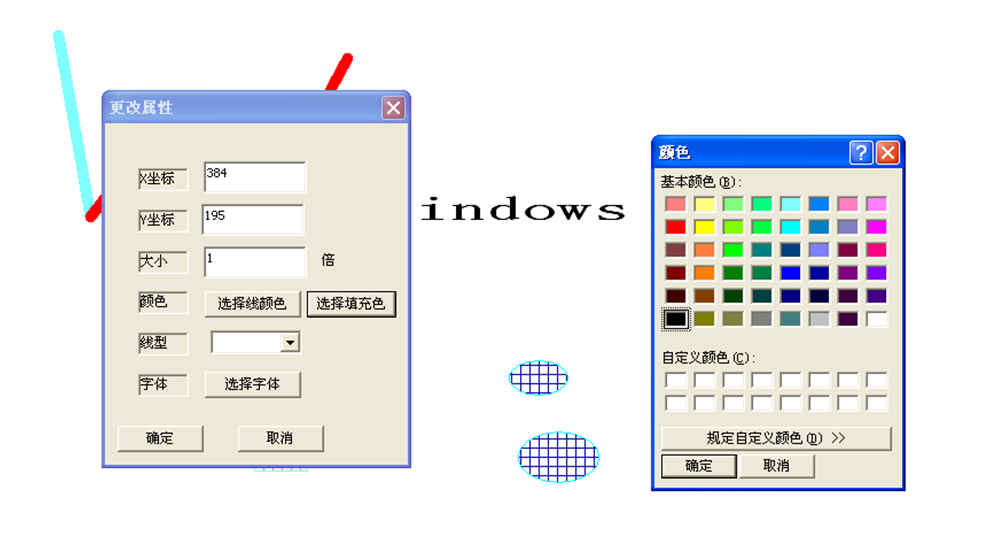 更改属性
X坐标 384
Y坐标 195
大小 1 倍
颜色 选择线颜色 选择填充色
线型
字体 选择字体
确定 取消
indows
颜色
基本颜色(B):
自定义颜色(C):
规定自定义颜色(D) >>
确定 取消